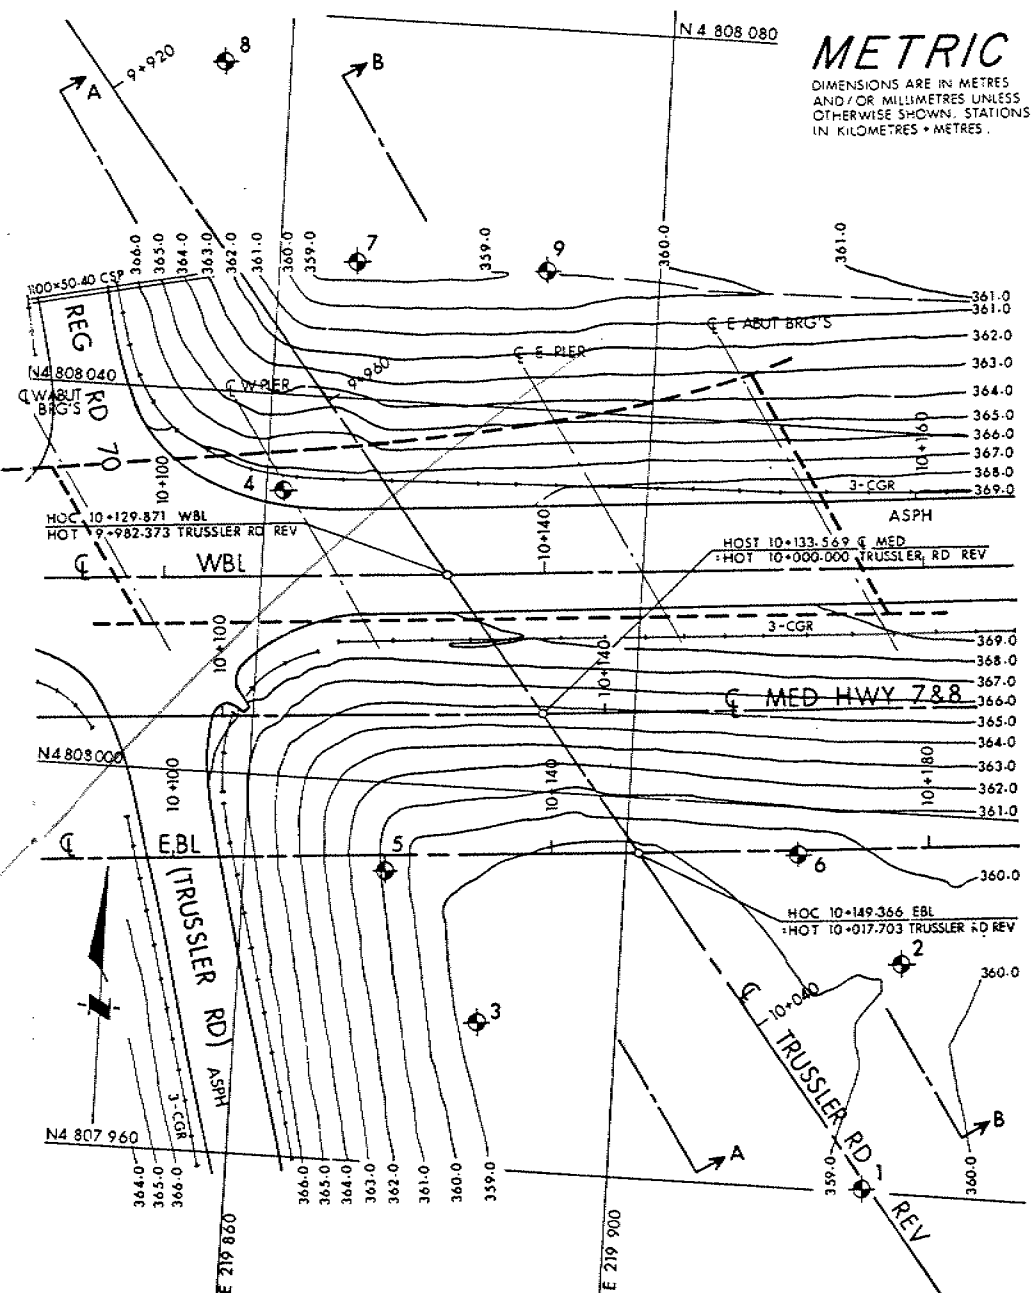 N 4 808 080
METRIC
DIMENSIONS ARE IN METRES
AND/OR MILLIMETRES UNLESS
OTHERWISE SHOWN. STATIONS
IN KILOMETRES + METRES.
8
9+920
A
B
366.0
365.0
364.0
363.0
362.0
361.0
360.0
359.0
7
359.0
9
360.0
361.0
REG RD 70
N4 808 040
℄ W ABUT
BRG'S
℄ W PIER
9+960
℄ E PIER
℄ E ABUT BRG'S
361.0
361.0
362.0
363.0
364.0
365.0
366.0
367.0
368.0
369.0
10+160
3-CGR
ASPH
10+100
4
HOC 10+129.871 WBL
HOT 9+982.373 TRUSSLER RD REV
10+140
HOST 10+133.569 ℄ MED
=HOT 10+000.000 TRUSSLER RD REV
℄ WBL
3-CGR
10+100
10+140
369.0
368.0
367.0
366.0
365.0
364.0
363.0
362.0
361.0
360.0
℄ MED HWY 7&8
N4 808 000
10+100
10+140
10+180
℄ EBL
5
6
(TRUSSLER RD)
ASPH
HOC 10+149.366 EBL
=HOT 10+017.703 TRUSSLER RD REV
2
360.0
3
℄
10+040
TRUSSLER RD REV
3-CGR
N4 807 960
A
B
1
364.0
365.0
366.0
366.0
365.0
364.0
363.0
362.0
361.0
360.0
359.0
359.0
360.0
E 219 860
E 219 900